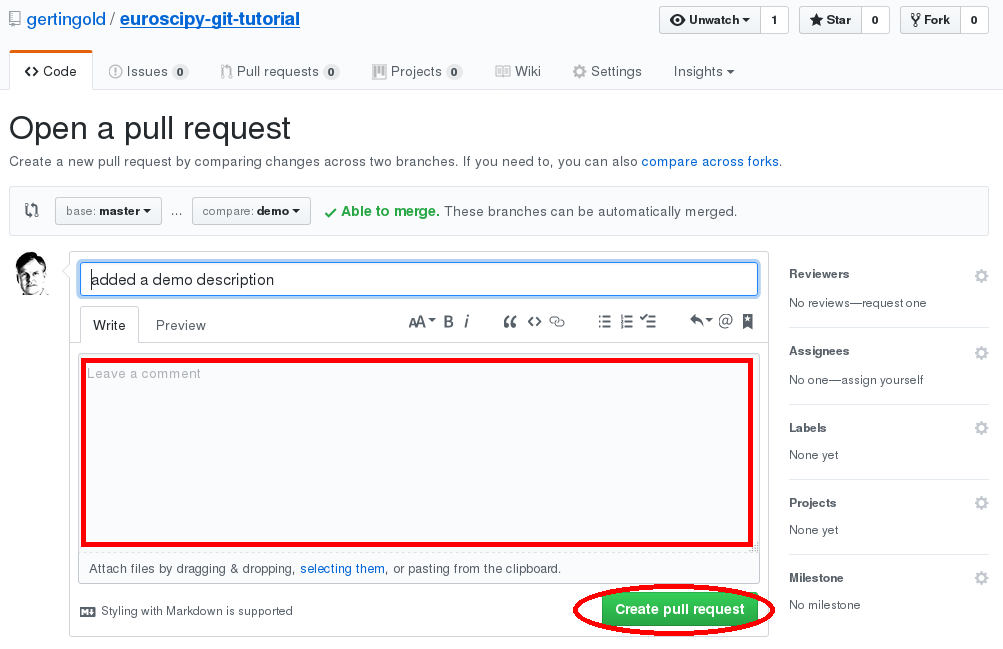 gertingold / euroscipy-git-tutorial
Unwatch 1 Star 0 Fork 0
Code Issues 0 Pull requests 0 Projects 0 Wiki Settings Insights
Open a pull request
Create a new pull request by comparing changes across two branches. If you need to, you can also compare across forks.
base: master ... compare: demo Able to merge. These branches can be automatically merged.
added a demo description
Write Preview AA B i “ <> @
Leave a comment
Attach files by dragging & dropping, selecting them, or pasting from the clipboard.
Styling with Markdown is supported
Create pull request
Reviewers
No reviews—request one
Assignees
No one—assign yourself
Labels
None yet
Projects
None yet
Milestone
No milestone